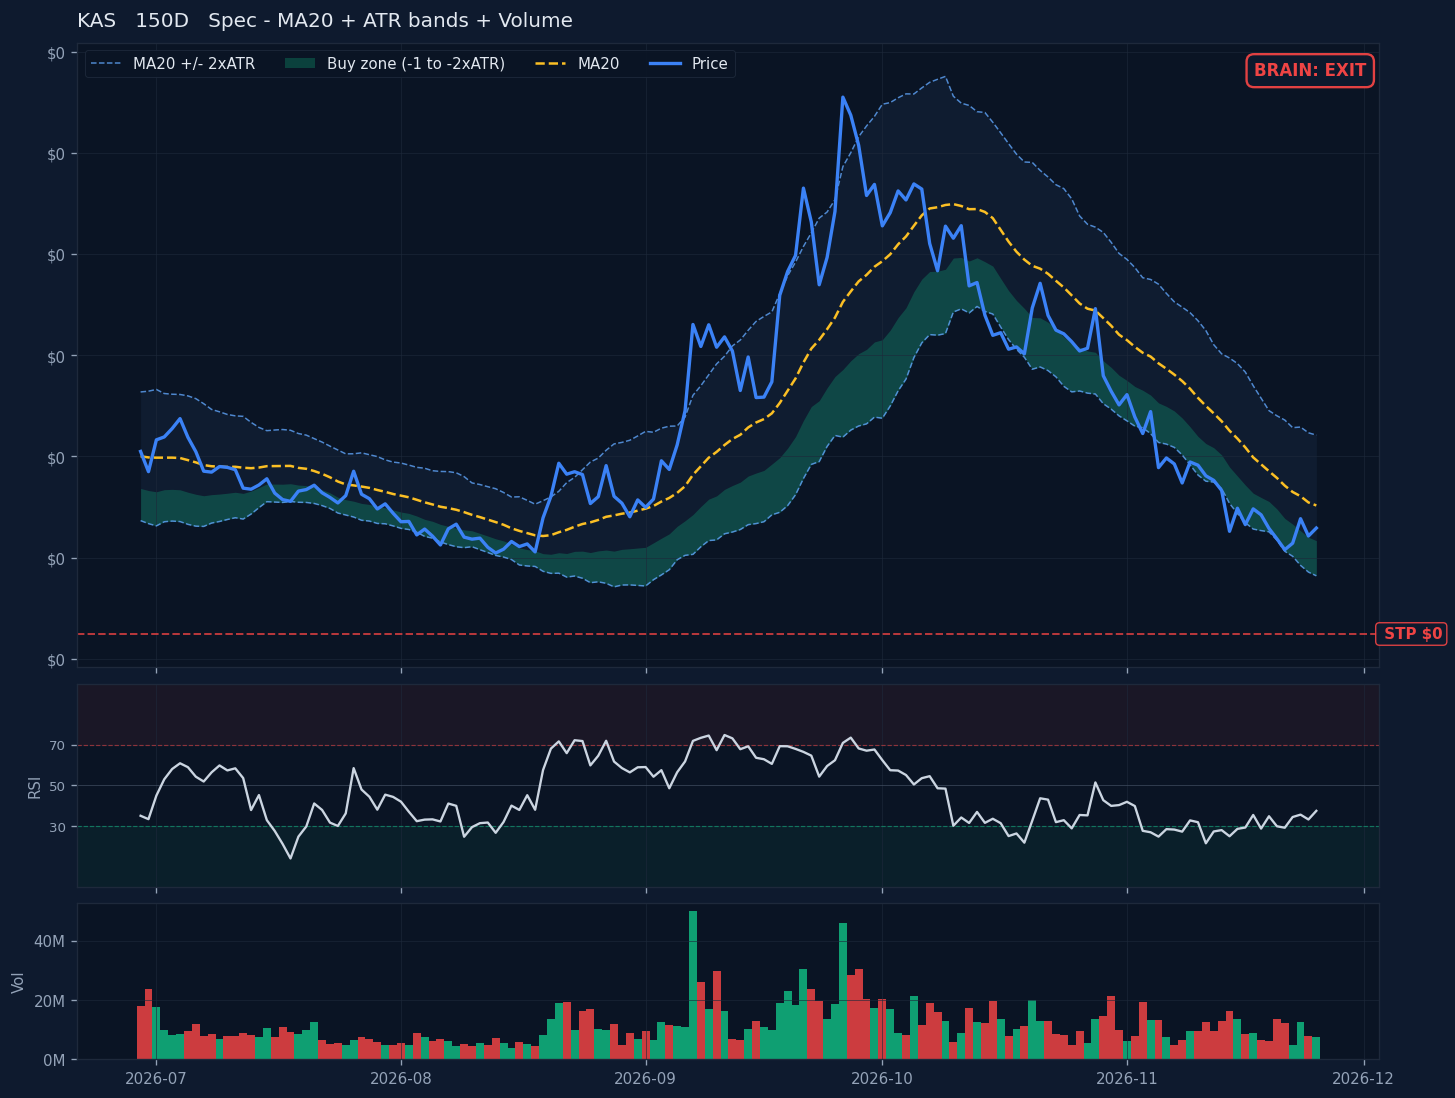 KAS 150D Spec - MA20 + ATR bands + Volume
MA20 +/- 2xATR
Buy zone (-1 to -2xATR)
MA20
Price
BRAIN: EXIT
$0
$0
$0
$0
$0
$0
$0
STP $0
RSI
70
50
30
Vol
40M
20M
0M
2026-07
2026-08
2026-09
2026-10
2026-11
2026-12